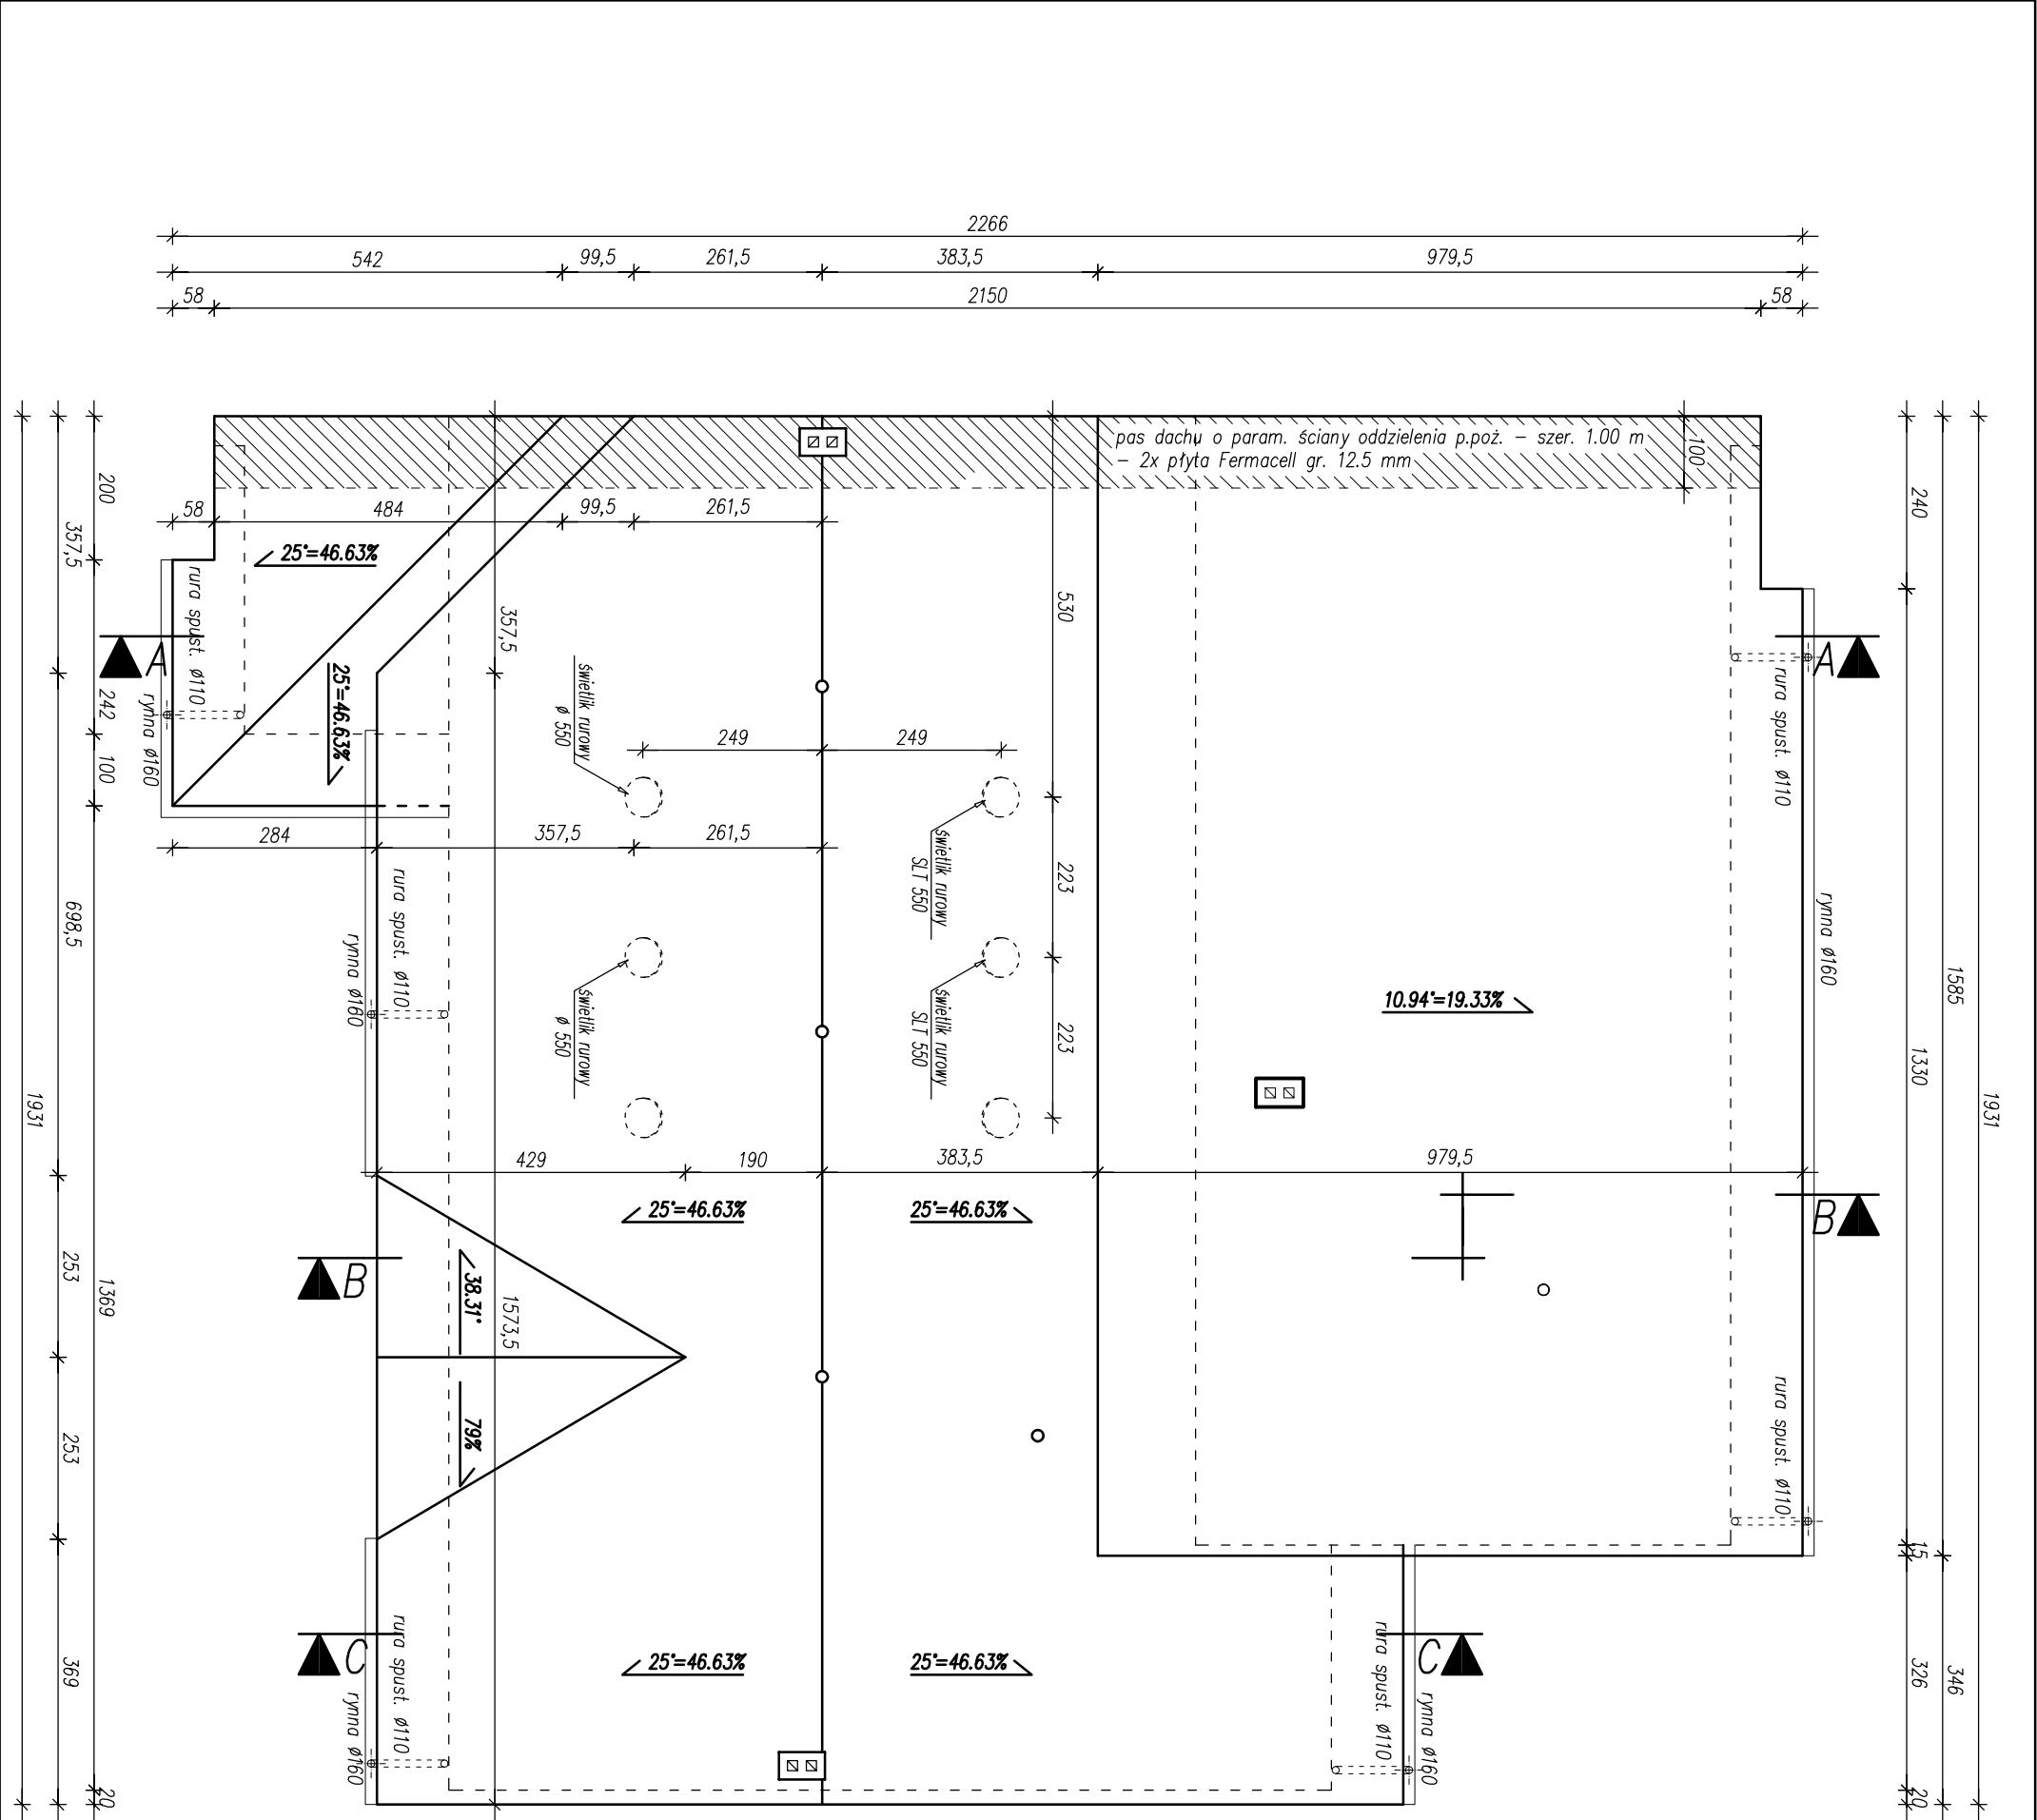 2266
542
99,5
261,5
383,5
979,5
58
2150
58
pas dachu o param. ściany oddzielenia p.poż. – szer. 1.00 m
– 2x płyta Fermacell gr. 12.5 mm
100
58
484
99,5
261,5
25°=46.63%
25°=46.63%
rura spust. ø110
rynna ø160
A
A
rura spust. ø110
rynna ø160
200
242
100
1369
20
357,5
698,5
253
253
369
1931
240
1330
15
326
20
1585
346
1931
357,5
1573,5
530
223
223
249
249
świetlik rurowy
ø 550
świetlik rurowy
SLT 550
świetlik rurowy
ø 550
świetlik rurowy
SLT 550
284
357,5
261,5
rura spust. ø110
rynna ø160
10.94°=19.33%
429
190
383,5
979,5
25°=46.63%
25°=46.63%
B
B
38.31°
79%
rura spust. ø110
25°=46.63%
25°=46.63%
C
C
rura spust. ø110
rynna ø160
rura spust. ø110
rynna ø160